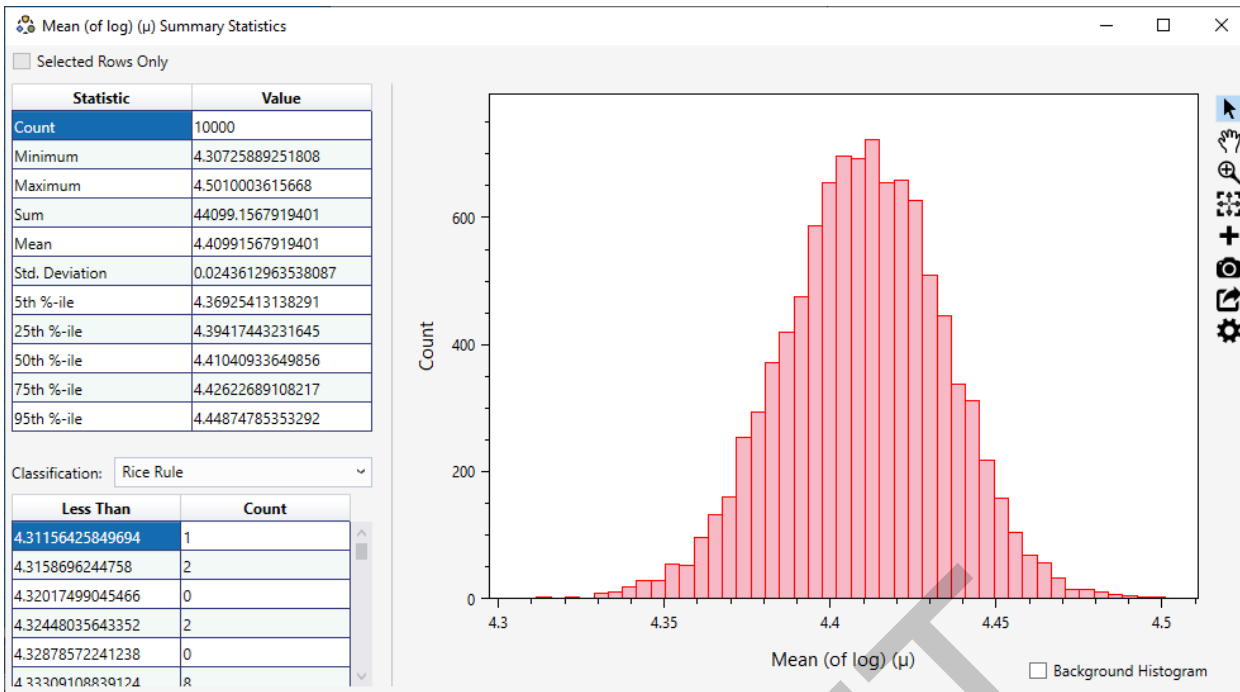 Mean (of log) (µ) Summary Statistics
Selected Rows Only
Statistic Value
Count 10000
Minimum 4.30725889251808
Maximum 4.5010003615668
Sum 44099.1567919401
Mean 4.40991567919401
Std. Deviation 0.0243612963538087
5th %-ile 4.36925413138291
25th %-ile 4.39417443231645
50th %-ile 4.41040933649856
75th %-ile 4.42622689108217
95th %-ile 4.44874785353292
Classification: Rice Rule
Less Than Count
4.31156425849694 1
4.3158696244758 2
4.32017499045466 0
4.32448035643352 2
4.32878572241238 0
4.33309108839124 8
Count
600
400
200
0
4.3 4.35 4.4 4.45 4.5
Mean (of log) (µ)
Background Histogram